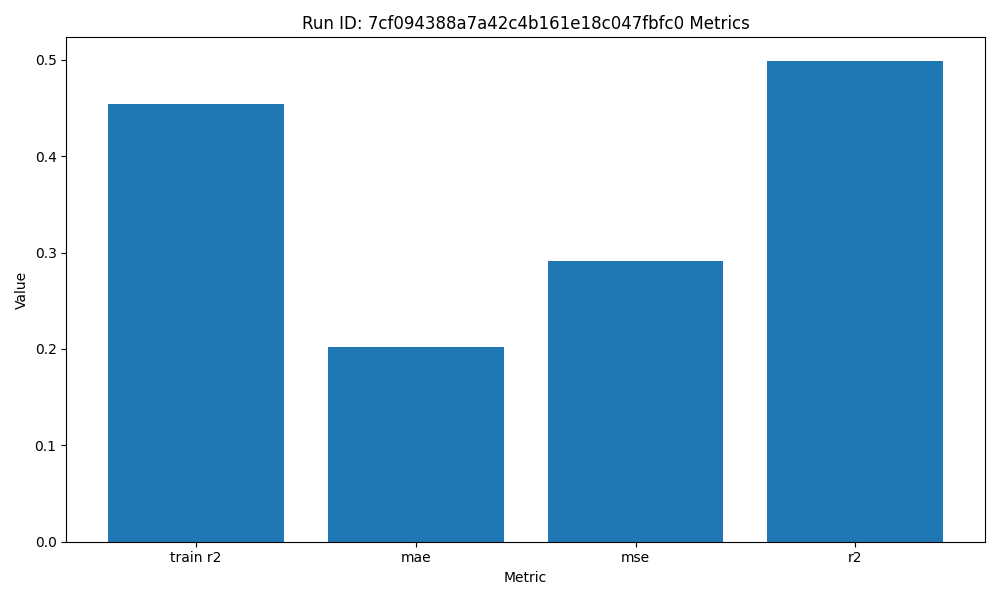 Run ID: 7cf094388a7a42c4b161e18c047fbfc0 Metrics
0.5
0.4
0.3
0.2
0.1
0.0
Value
train r2 mae mse r2
Metric